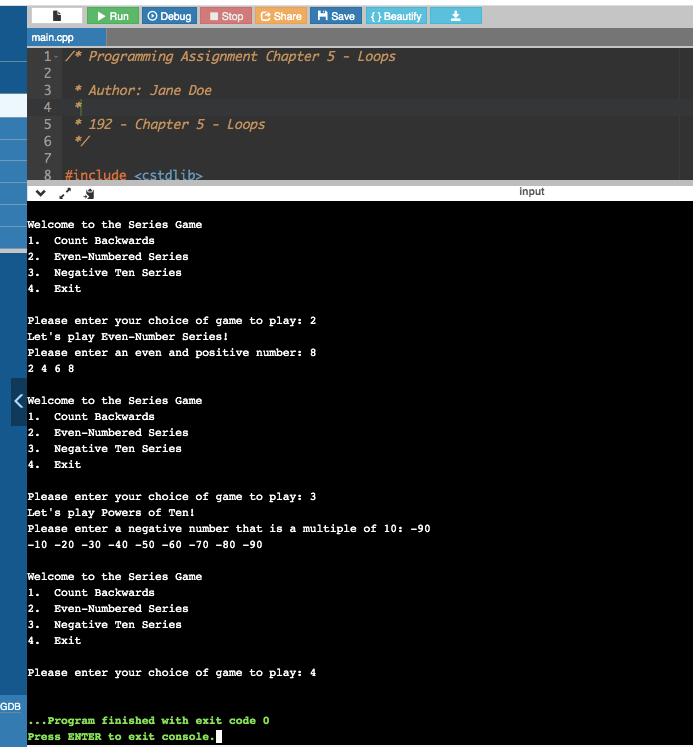 Run Debug Stop Share Save { } Beautify
main.cpp
1 /* Programming Assignment Chapter 5 - Loops
2
3 * Author: Jane Doe
4 *
5 * 192 - Chapter 5 - Loops
6 */
7
8 #include <cstdlib>
input
Welcome to the Series Game
1. Count Backwards
2. Even-Numbered Series
3. Negative Ten Series
4. Exit
Please enter your choice of game to play: 2
Let's play Even-Number Series!
Please enter an even and positive number: 8
2 4 6 8
Welcome to the Series Game
1. Count Backwards
2. Even-Numbered Series
3. Negative Ten Series
4. Exit
Please enter your choice of game to play: 3
Let's play Powers of Ten!
Please enter a negative number that is a multiple of 10: -90
-10 -20 -30 -40 -50 -60 -70 -80 -90
Welcome to the Series Game
1. Count Backwards
2. Even-Numbered Series
3. Negative Ten Series
4. Exit
Please enter your choice of game to play: 4
GDB
...Program finished with exit code 0
Press ENTER to exit console.